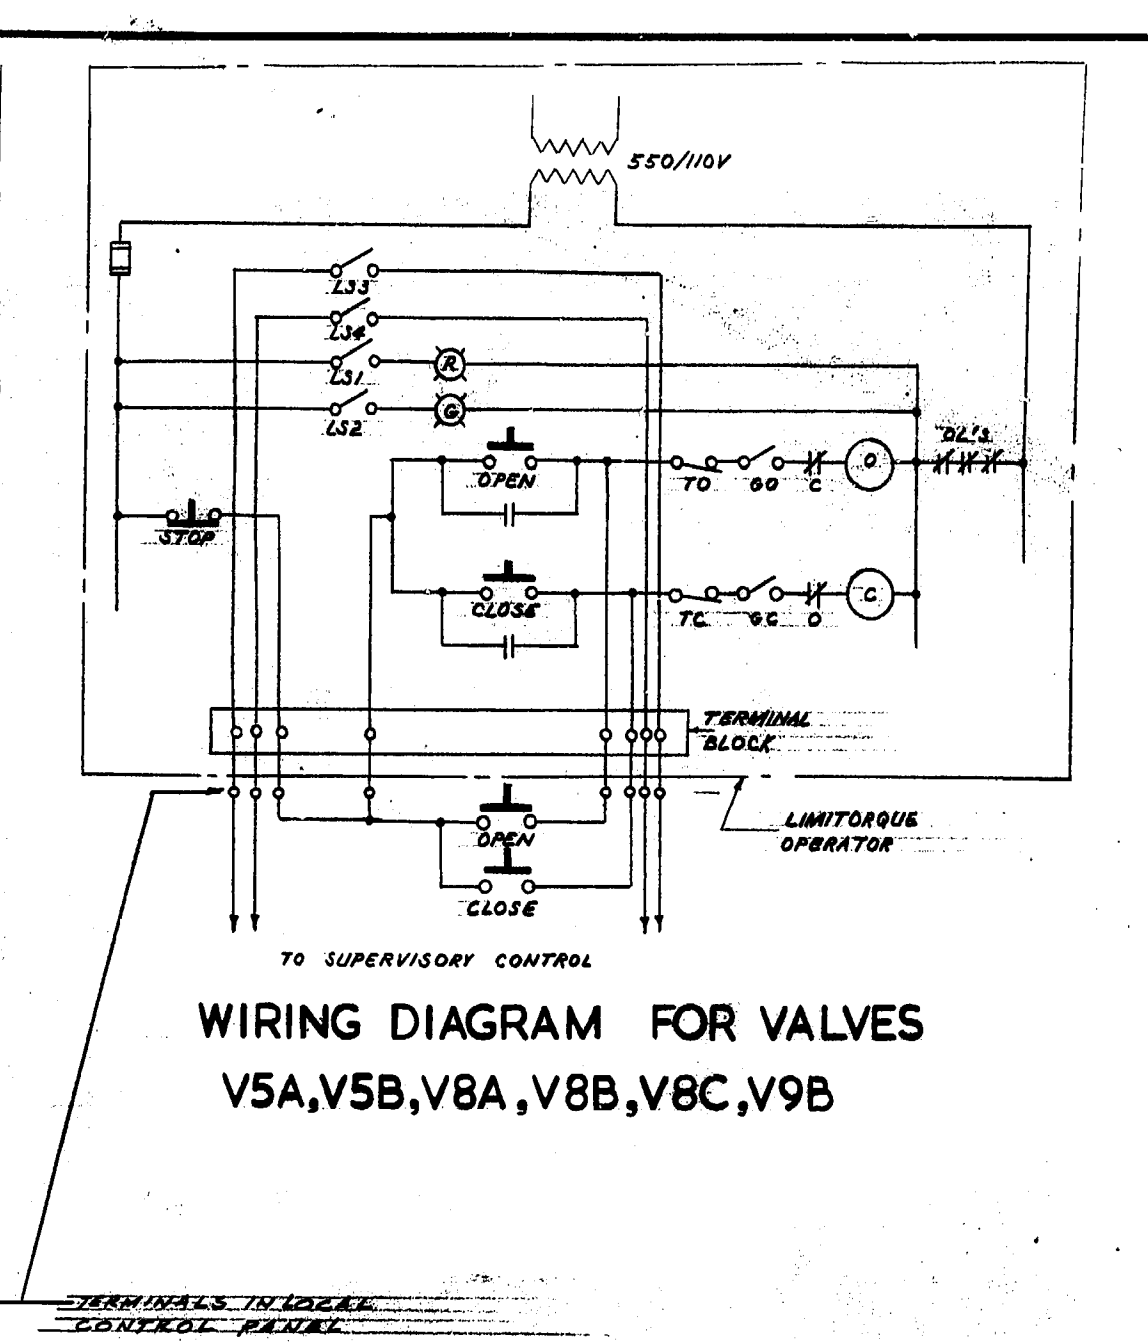 550/110V
LS3
LS4
LS1
R
LS2
G
OL'S
OPEN
TO GO C O
STOP
CLOSE
TC GC O C
TERMINAL
BLOCK
LIMITORQUE
OPERATOR
OPEN
CLOSE
TO SUPERVISORY CONTROL
WIRING DIAGRAM FOR VALVES
V5A,V5B,V8A,V8B,V8C,V9B
TERMINALS IN LOCAL
CONTROL PANEL